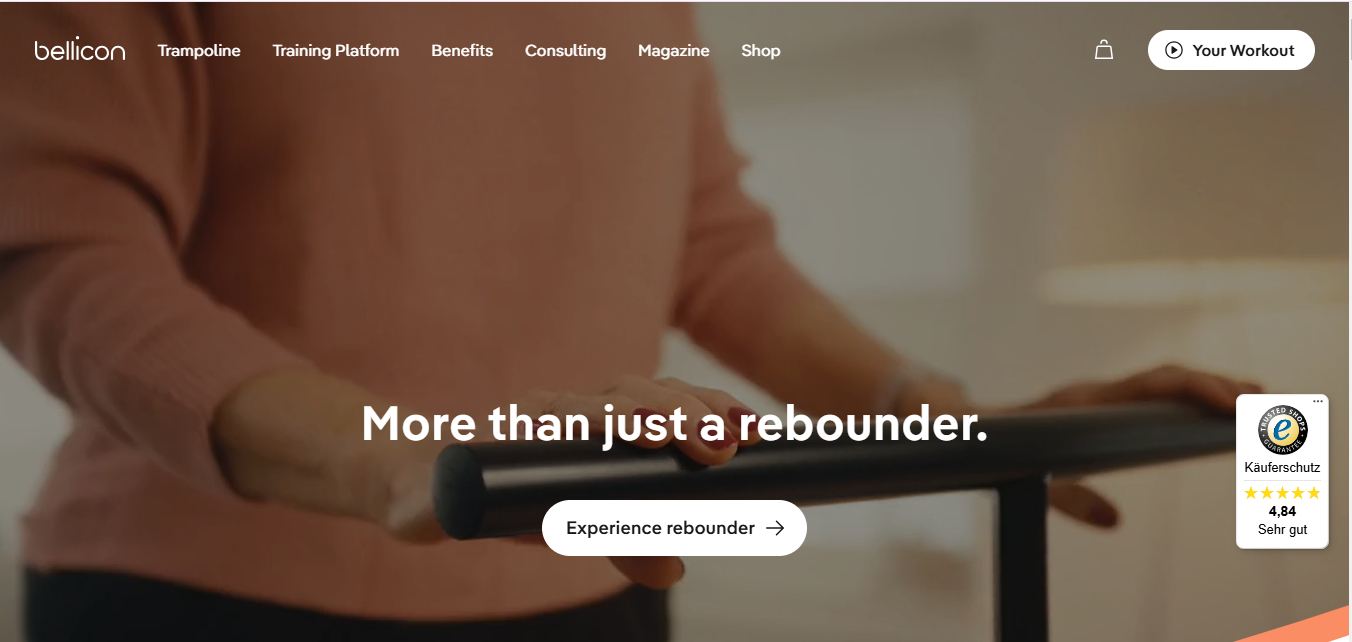 bellicon
Trampoline
Training Platform
Benefits
Consulting
Magazine
Shop
Your Workout
More than just a rebounder.
Experience rebounder
TRUSTED SHOPS
e
GUARANTEE
Käuferschutz
4,84
Sehr gut